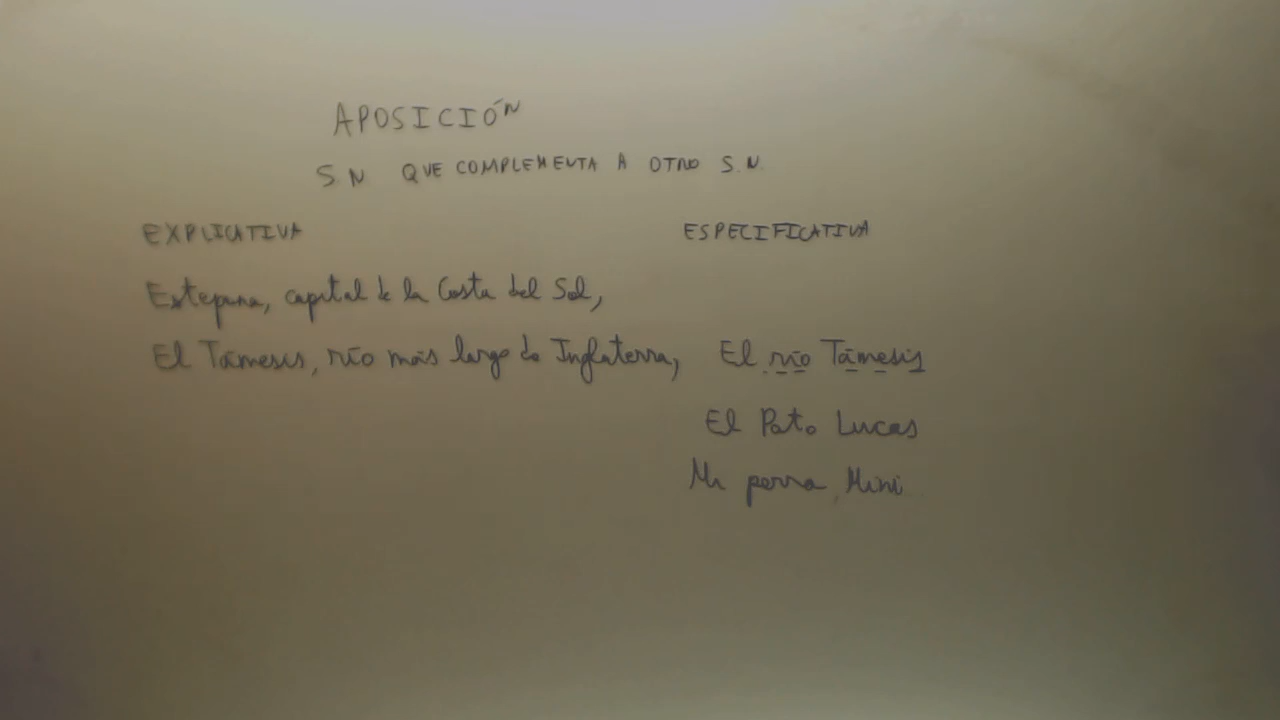 APOSICIÓN
SN QUE COMPLEMENTA A OTRO S.N.
EXPLICATIVA ESPECIFICATIVA
Estepona, capital de la Costa del Sol,
El Támesis, río más largo de Inglaterra, El río Támesis
El Pato Lucas
Mi perra, Mini